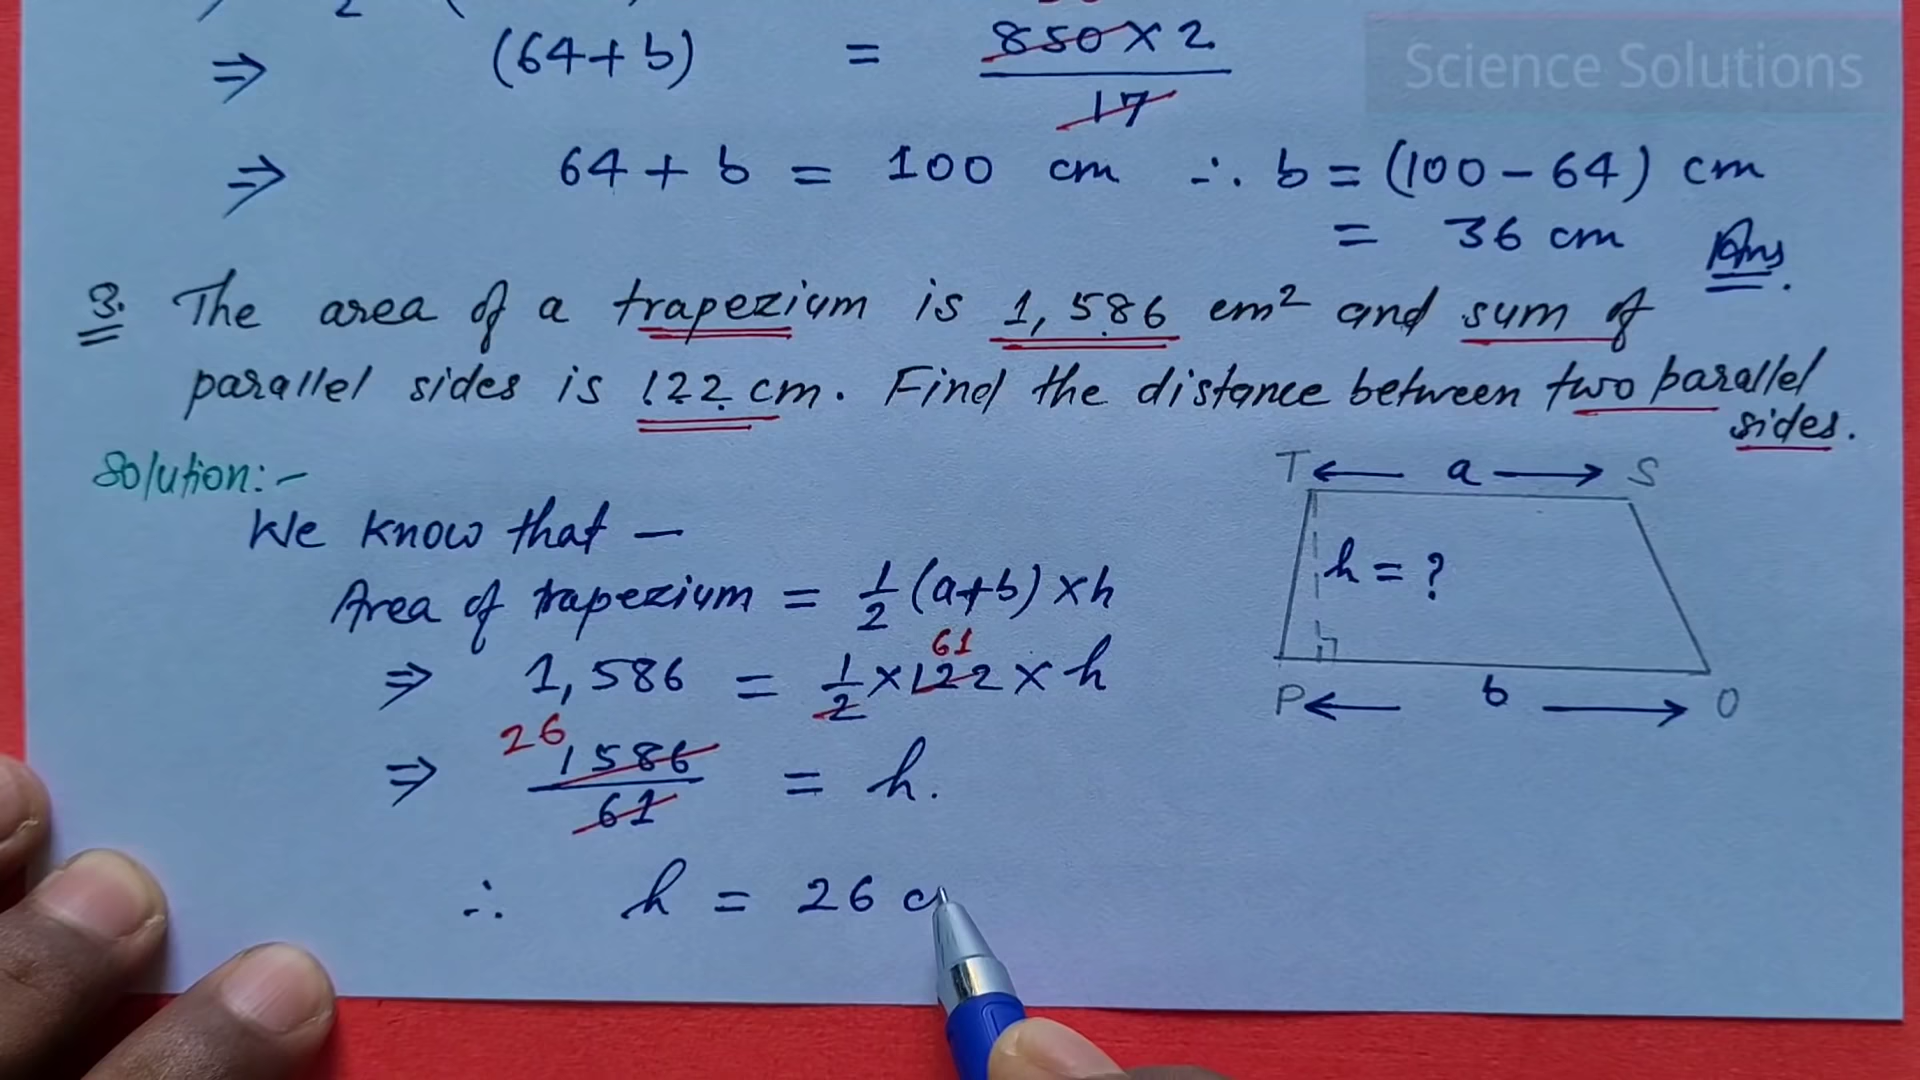 ⇒ (64+b) = 850×2/17
Science Solutions
⇒ 64 + b = 100 cm ∴ b = (100 – 64) cm
= 36 cm Ans.
3. The area of a trapezium is 1,586 cm² and sum of
parallel sides is 122 cm. Find the distance between two parallel
sides.
Solution:–
We know that –
Area of trapezium = 1/2 (a+b) × h
61
⇒ 1,586 = 1/2 × 122 × h
26
⇒ 1586/61 = h.
∴ h = 26 c
T ← a → S
h = ?
P ← b → Q